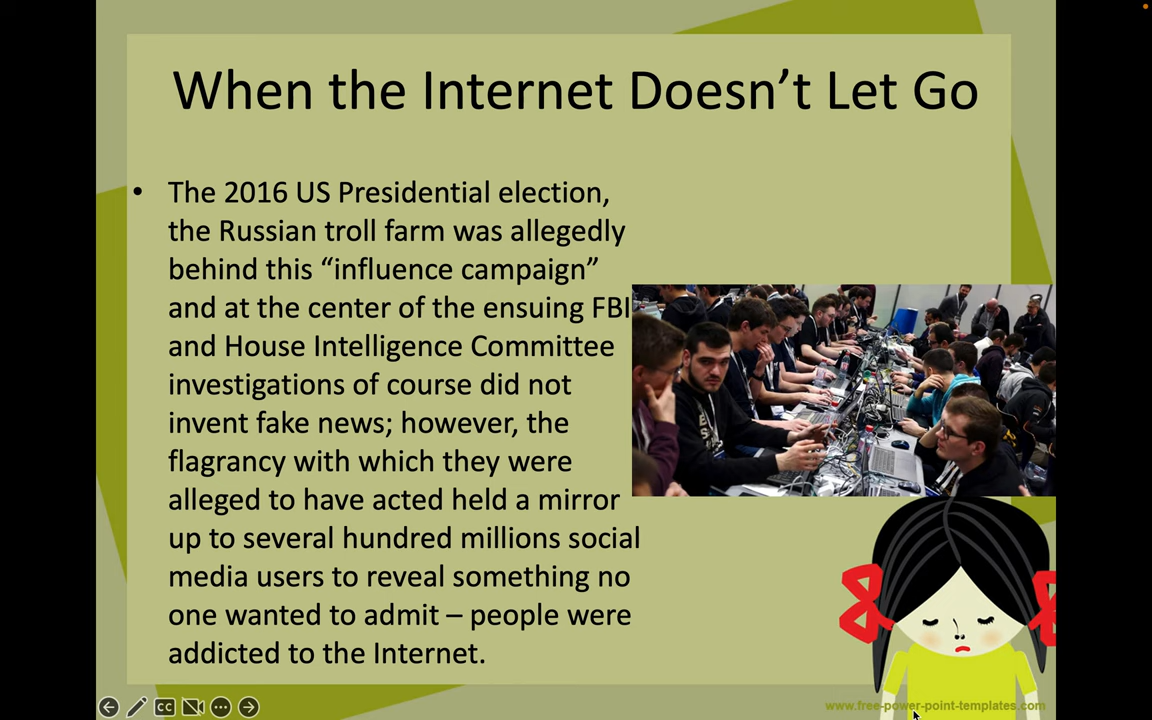 When the Internet Doesn’t Let Go
• The 2016 US Presidential election,
the Russian troll farm was allegedly
behind this “influence campaign”
and at the center of the ensuing FBI
and House Intelligence Committee
investigations of course did not
invent fake news; however, the
flagrancy with which they were
alleged to have acted held a mirror
up to several hundred millions social
media users to reveal something no
one wanted to admit – people were
addicted to the Internet.
CC
www.free-power-point-templates.com